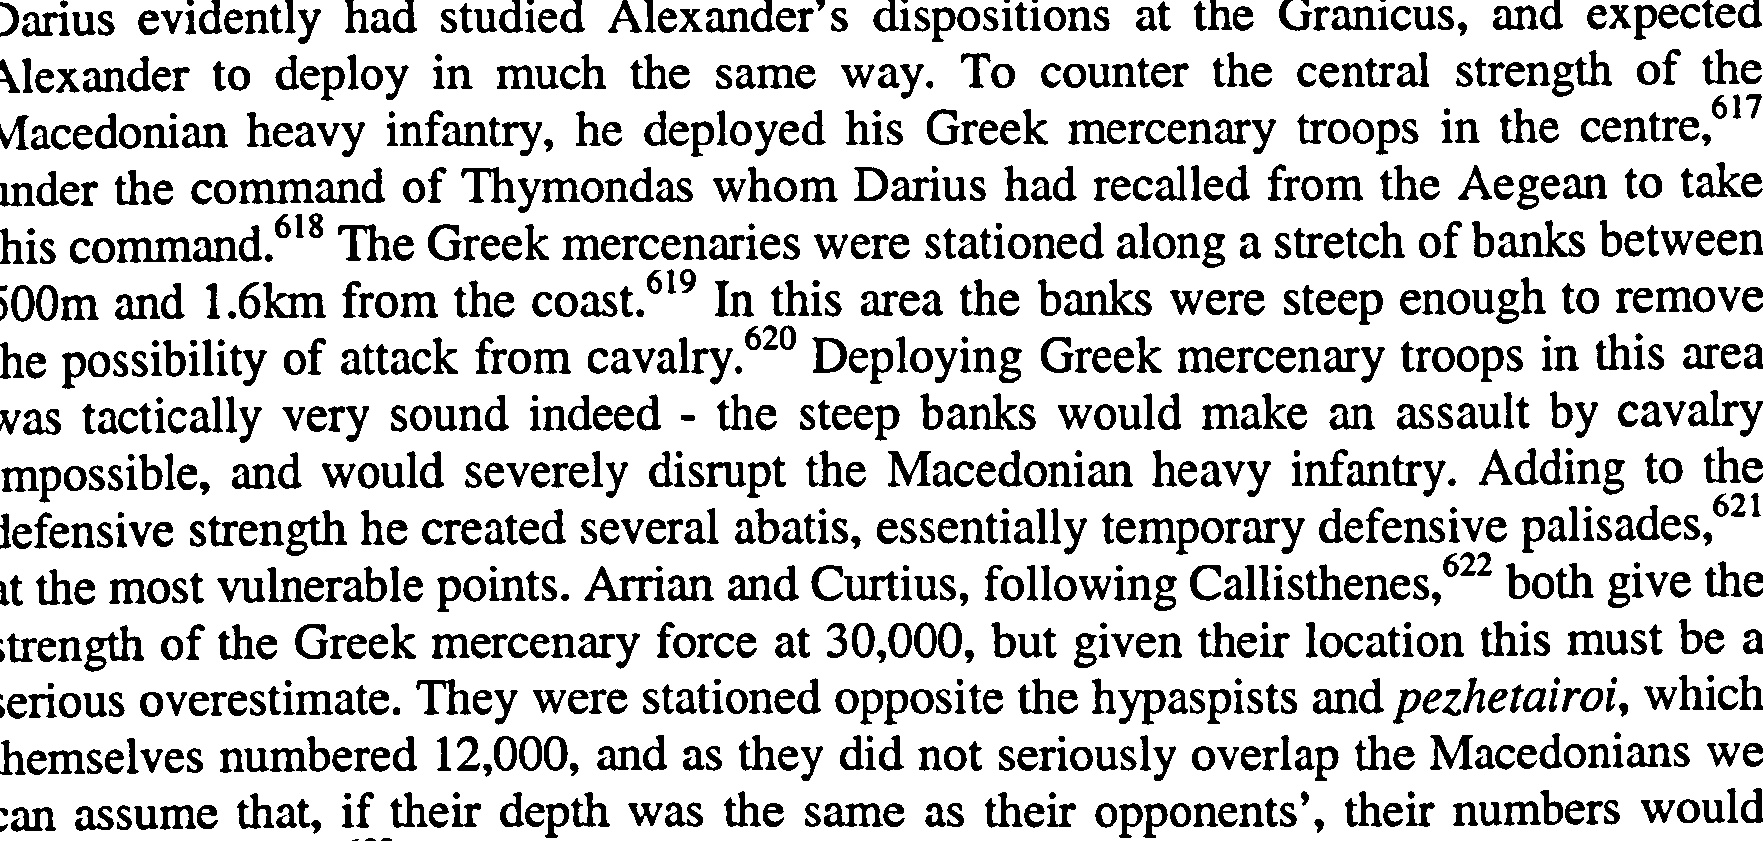 Darius evidently had studied Alexander's dispositions at the Granicus, and expected
Alexander to deploy in much the same way. To counter the central strength of the
Macedonian heavy infantry, he deployed his Greek mercenary troops in the centre,617
under the command of Thymondas whom Darius had recalled from the Aegean to take
this command.618 The Greek mercenaries were stationed along a stretch of banks between
500m and 1.6km from the coast.619 In this area the banks were steep enough to remove
the possibility of attack from cavalry.620 Deploying Greek mercenary troops in this area
was tactically very sound indeed - the steep banks would make an assault by cavalry
impossible, and would severely disrupt the Macedonian heavy infantry. Adding to the
defensive strength he created several abatis, essentially temporary defensive palisades,621
at the most vulnerable points. Arrian and Curtius, following Callisthenes,622 both give the
strength of the Greek mercenary force at 30,000, but given their location this must be a
serious overestimate. They were stationed opposite the hypaspists and pezhetairoi, which
themselves numbered 12,000, and as they did not seriously overlap the Macedonians we
can assume that, if their depth was the same as their opponents', their numbers would